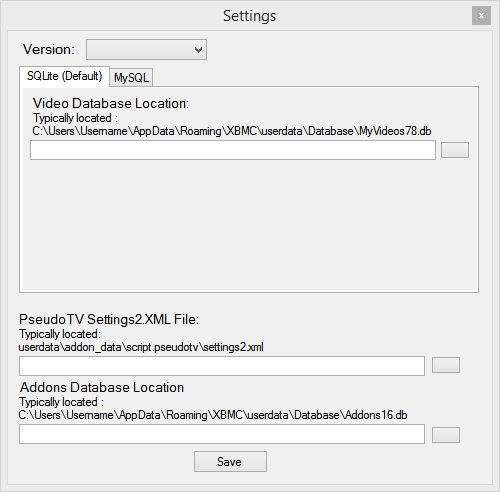 Settings
x
Version:
SQLite (Default) MySQL
Video Database Location:
Typically located :
C:\Users\Username\AppData\Roaming\XBMC\userdata\Database\MyVideos78.db
PseudoTV Settings2.XML File:
Typically located:
userdata\addon_data\script.pseudotv\settings2.xml
Addons Database Location
Typically located :
C:\Users\Username\AppData\Roaming\XBMC\userdata\Database\Addons16.db
Save